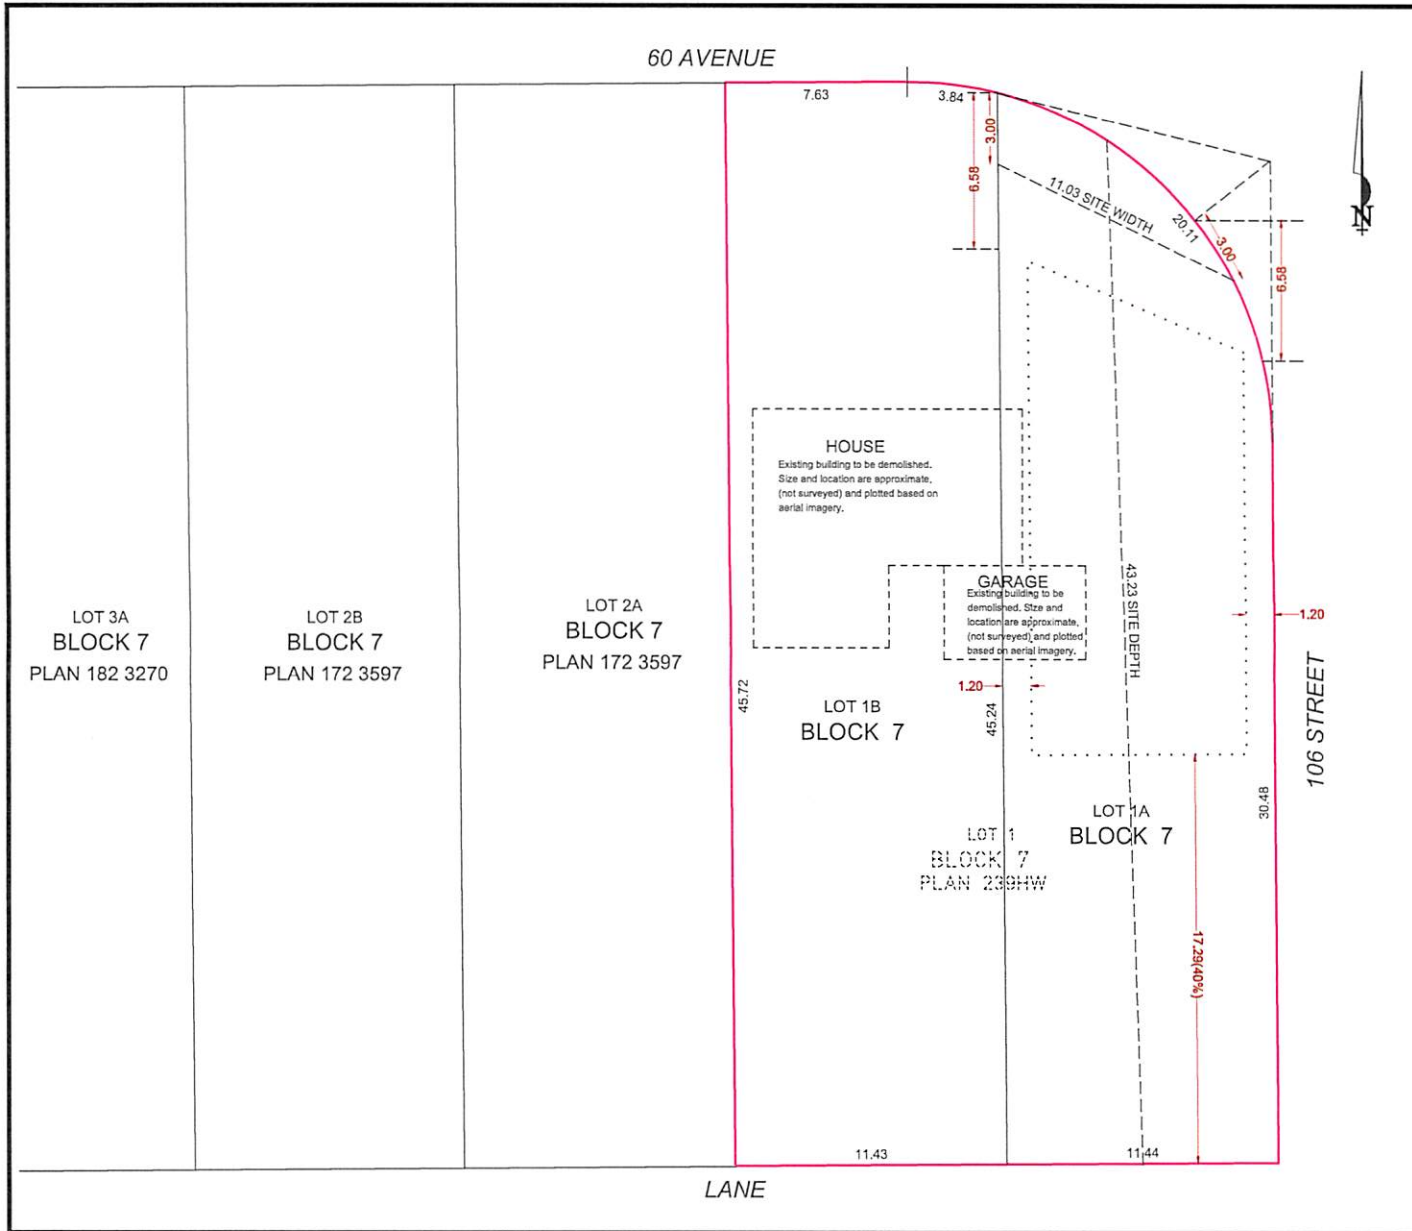 60 AVENUE
7.63
3.84
3.00
6.58
11.03 SITE WIDTH
20.11
3.00
6.58
N
HOUSE
Existing building to be demolished.
Size and location are approximate,
(not surveyed) and plotted based on
aerial imagery.
GARAGE
Existing building to be
demolished. Size and
location are approximate,
(not surveyed) and plotted
based on aerial imagery.
43.23 SITE DEPTH
1.20
LOT 3A
BLOCK 7
PLAN 182 3270
LOT 2B
BLOCK 7
PLAN 172 3597
LOT 2A
BLOCK 7
PLAN 172 3597
45.72
1.20
LOT 1B
BLOCK 7
45.24
106 STREET
30.48
LOT 1A
BLOCK 7
LOT 1
BLOCK 7
PLAN 239HW
17.29(40%)
11.43
11.44
LANE